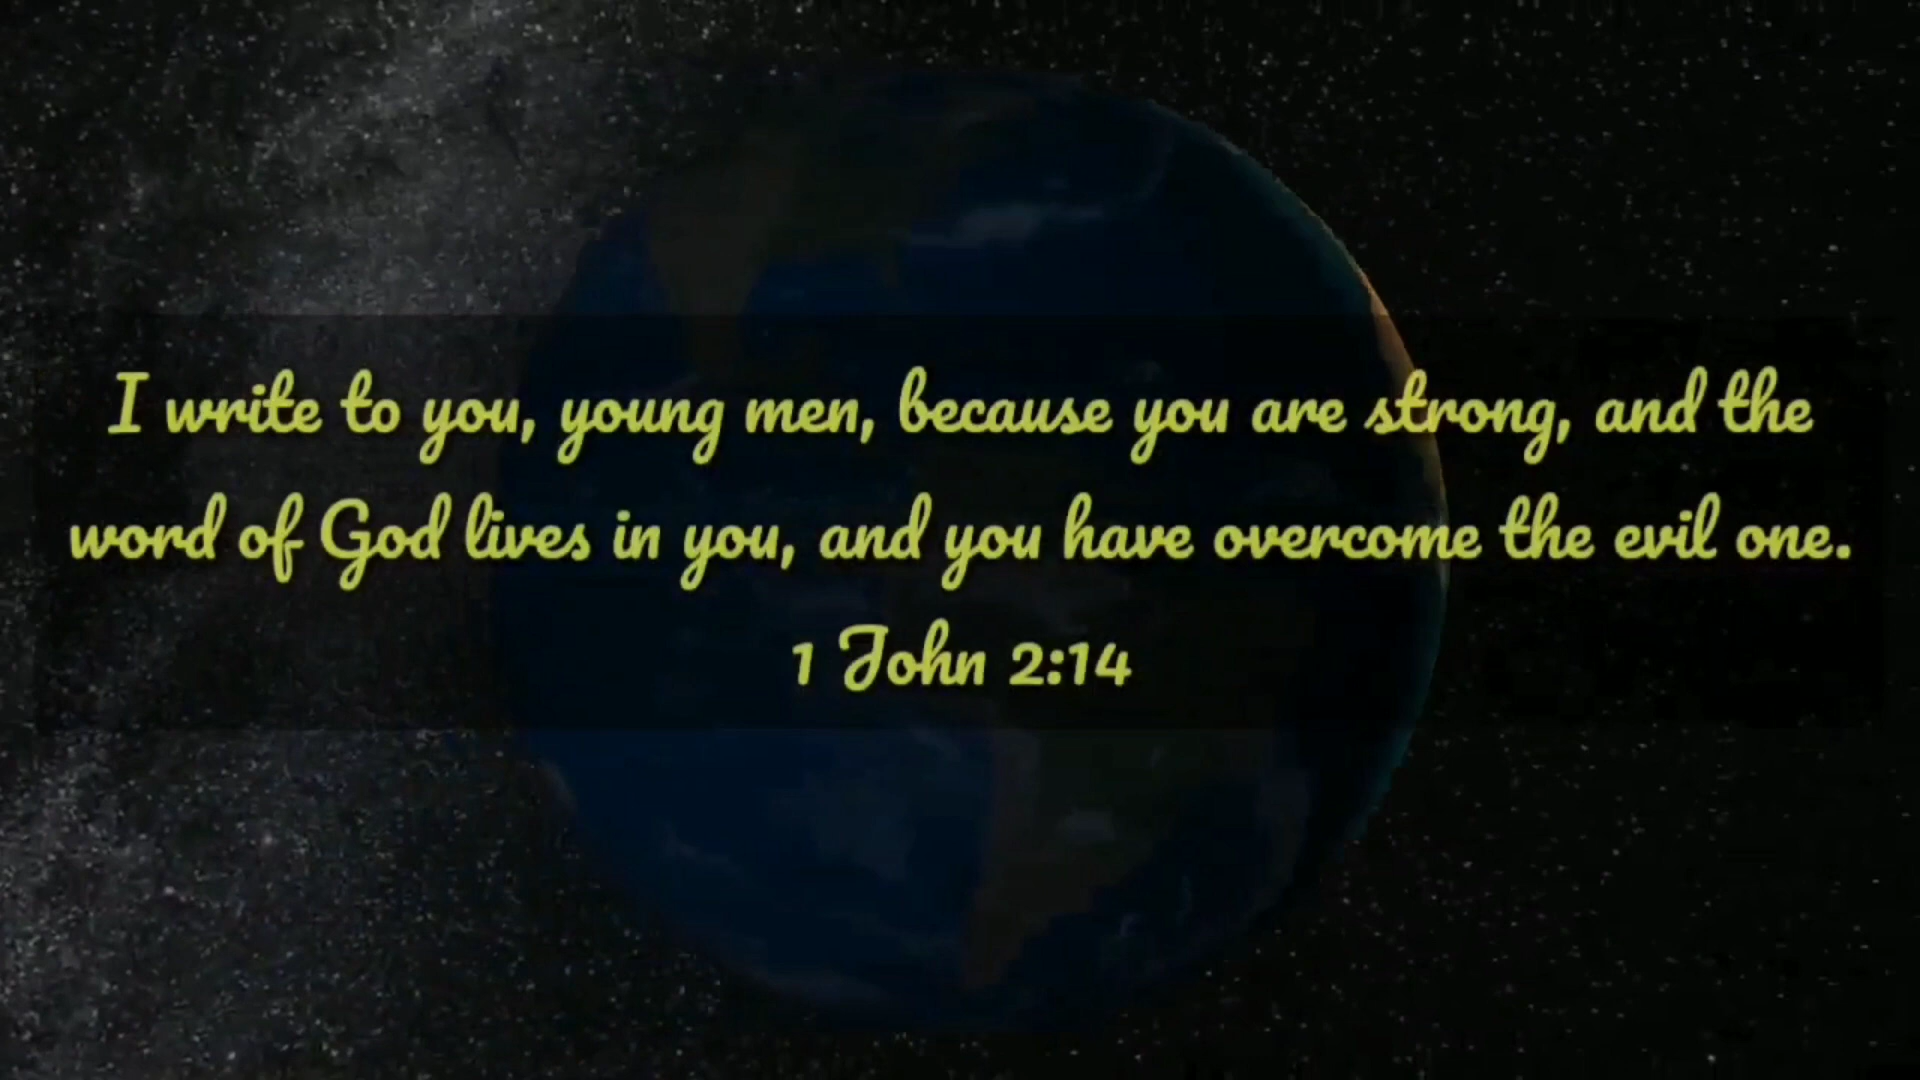 I write to you, young men, because you are strong, and the
word of God lives in you, and you have overcome the evil one.
1 John 2:14